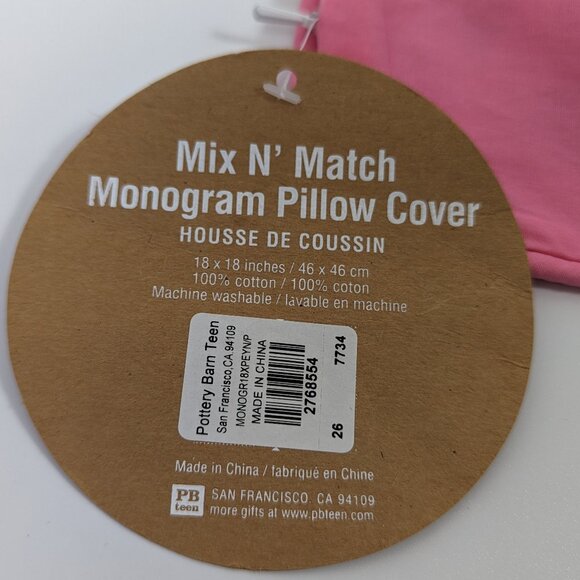 Mix N' Match
Monogram Pillow Cover
HOUSSE DE COUSSIN
18 x 18 inches / 46 x 46 cm
100% cotton / 100% coton
Machine washable / lavable en machine
Pottery Barn Teen
San Francisco,CA 94109
MONOGR18XPEYN/P
MADE IN CHINA
2768554
26 7734
Made in China / fabriqué en Chine
PB
teen
SAN FRANCISCO, CA 94109
more gifts at www.pbteen.com